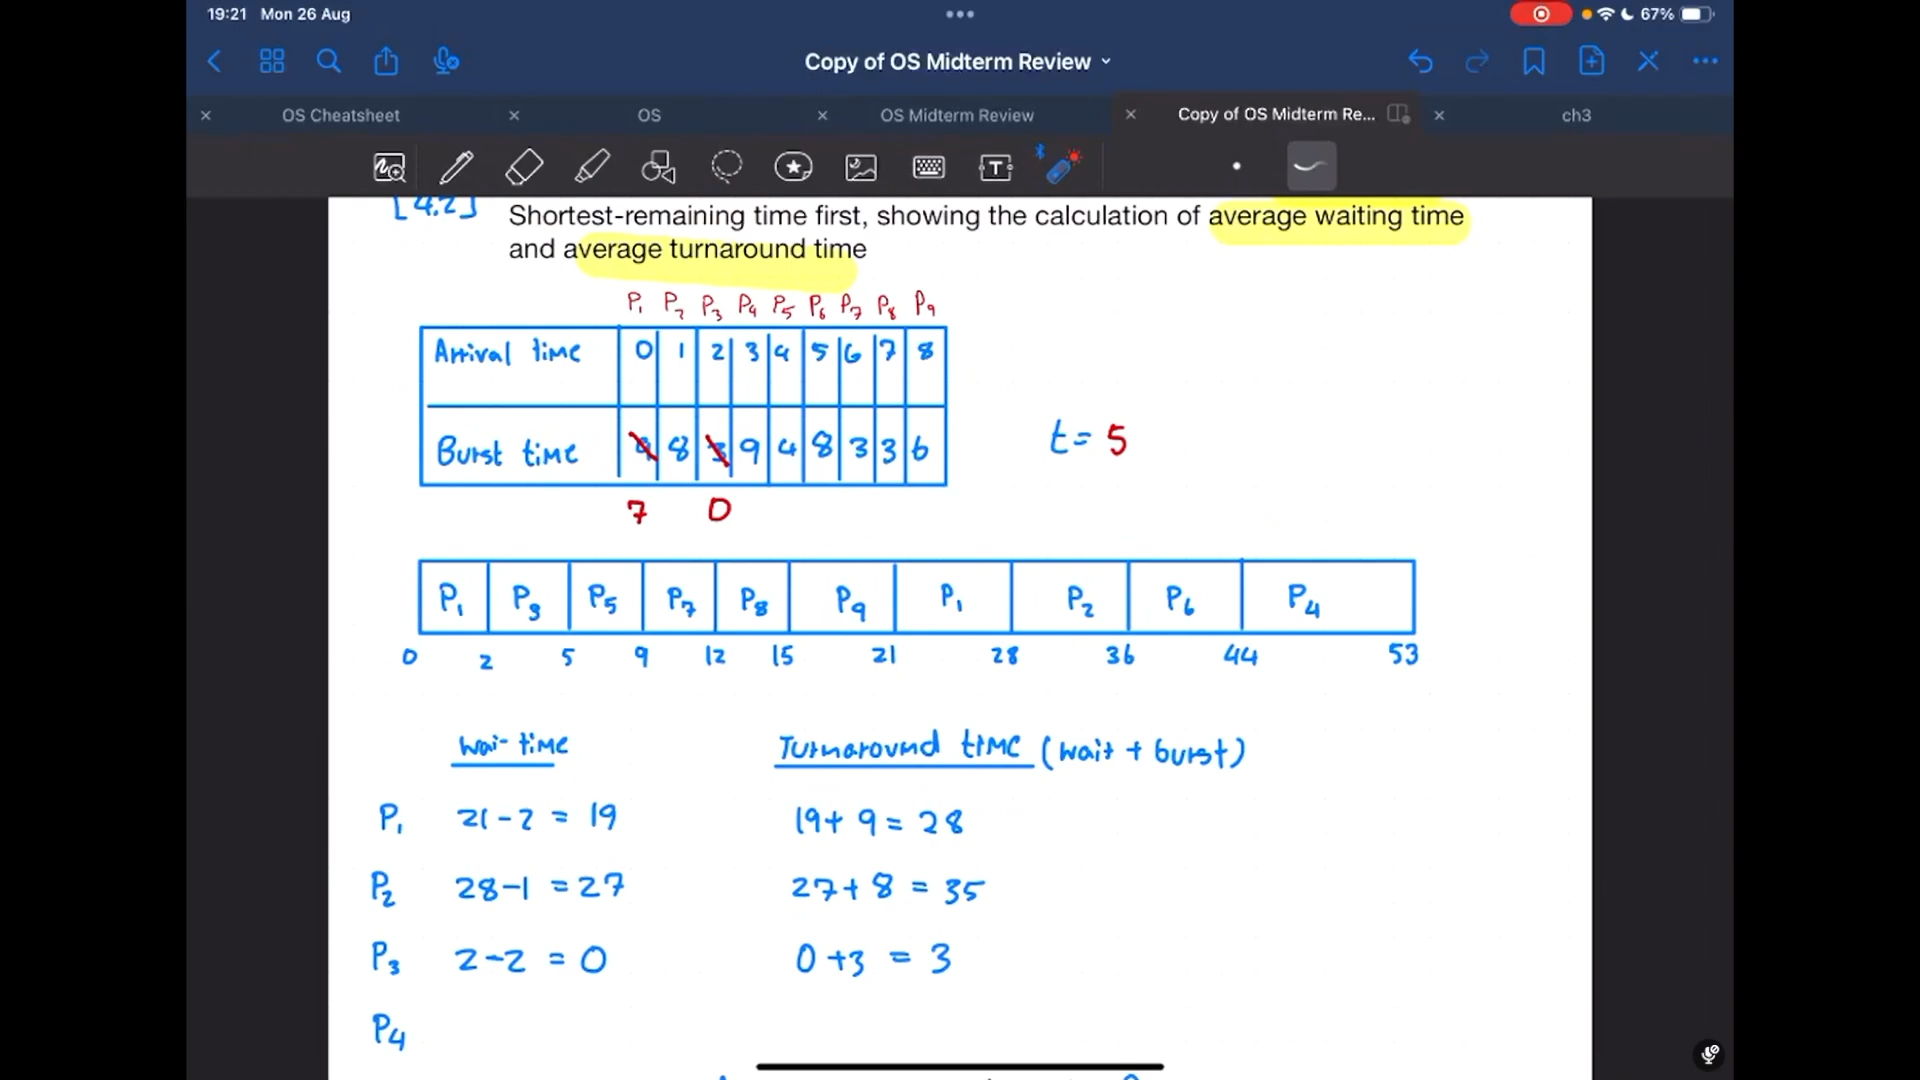 19:21 Mon 26 Aug
67%
Copy of OS Midterm Review
OS Cheatsheet
OS
OS Midterm Review
Copy of OS Midterm Re...
ch3
[4.2]
Shortest-remaining time first, showing the calculation of average waiting time
and average turnaround time
P1 P2 P3 P4 P5 P6 P7 P8 P9
Arrival time 0 1 2 3 4 5 6 7 8
Burst time 9 8 3 9 4 8 3 3 6
t = 5
7 0
P1 P3 P5 P7 P8 P9 P1 P2 P6 P4
0 2 5 9 12 15 21 28 36 44 53
wai- time Turnaround time (wait + burst)
P1 21 - 2 = 19 19 + 9 = 28
P2 28 - 1 = 27 27 + 8 = 35
P3 2 - 2 = 0 0 + 3 = 3
P4